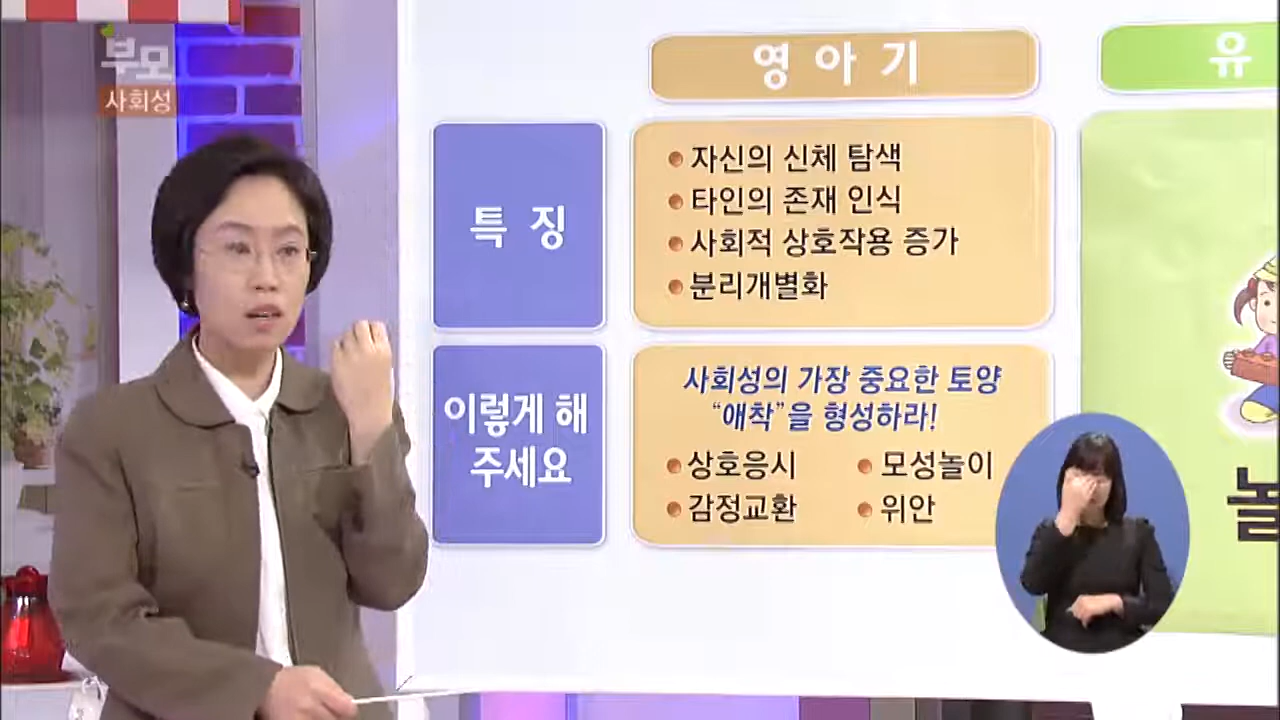 부모
사회성
영아기
유
특징
자신의 신체 탐색
타인의 존재 인식
사회적 상호작용 증가
분리개별화
이렇게 해
주세요
사회성의 가장 중요한 토양
“애착”을 형성하라!
상호응시
모성놀이
감정교환
위안
놀